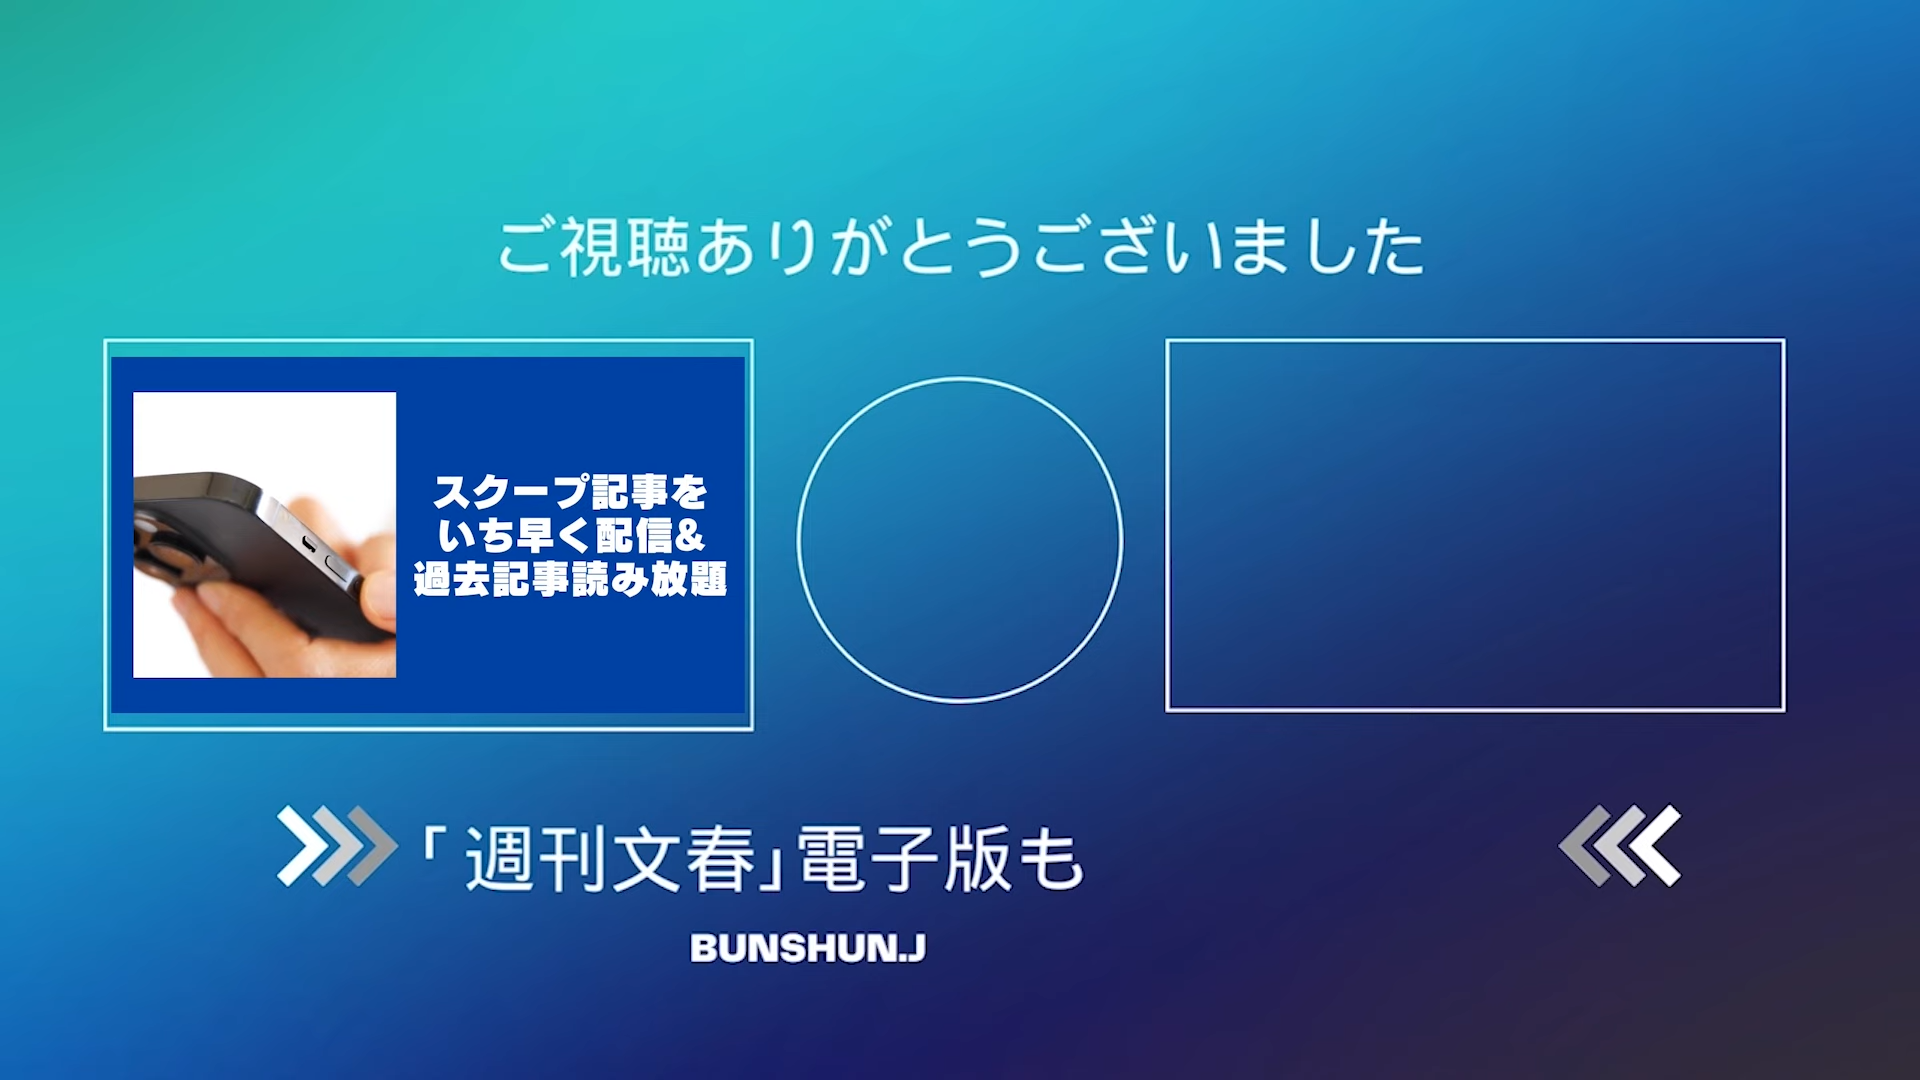 ご視聴ありがとうございました
スクープ記事を
いち早く配信&
過去記事読み放題
「週刊文春」電子版も
BUNSHUN.J